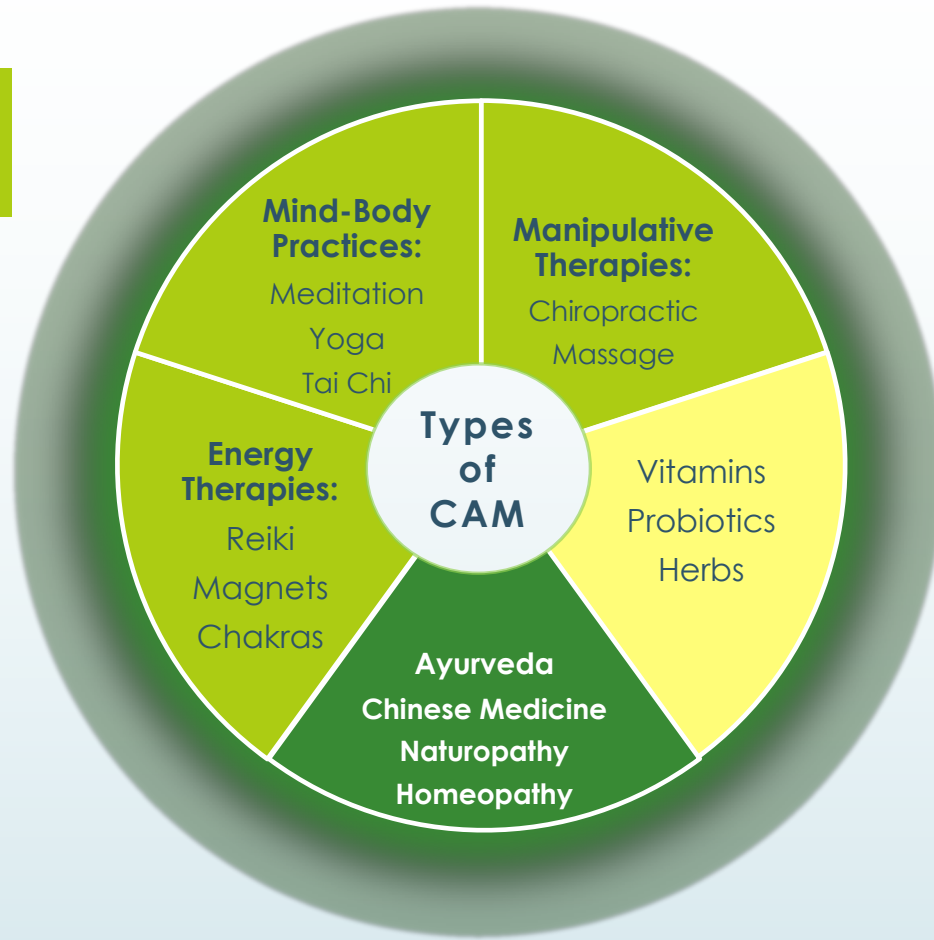 Mind-Body
Practices:
Meditation
Yoga
Tai Chi
Manipulative
Therapies:
Chiropractic
Massage
Types
of
CAM
Energy
Therapies:
Reiki
Magnets
Chakras
Vitamins
Probiotics
Herbs
Ayurveda
Chinese Medicine
Naturopathy
Homeopathy